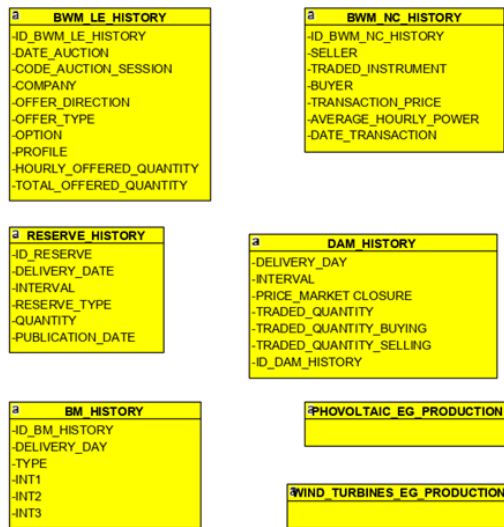 a BWM_LE_HISTORY
-ID_BWM_LE_HISTORY
-DATE_AUCTION
-CODE_AUCTION_SESSION
-COMPANY
-OFFER_DIRECTION
-OFFER_TYPE
-OPTION
-PROFILE
-HOURLY_OFFERED_QUANTITY
-TOTAL_OFFERED_QUANTITY
a BWM_NC_HISTORY
-ID_BWM_NC_HISTORY
-SELLER
-TRADED_INSTRUMENT
-BUYER
-TRANSACTION_PRICE
-AVERAGE_HOURLY_POWER
-DATE_TRANSACTION
a RESERVE_HISTORY
-ID_RESERVE
-DELIVERY_DATE
-INTERVAL
-RESERVE_TYPE
-QUANTITY
-PUBLICATION_DATE
a DAM_HISTORY
-DELIVERY_DAY
-INTERVAL
-PRICE_MARKET CLOSURE
-TRADED_QUANTITY
-TRADED_QUANTITY_BUYING
-TRADED_QUANTITY_SELLING
-ID_DAM_HISTORY
a BM_HISTORY
-ID_BM_HISTORY
-DELIVERY_DAY
-TYPE
-INT1
-INT2
-INT3
a PHOVOLTAIC_EG_PRODUCTION
a WIND_TURBINES_EG_PRODUCTION